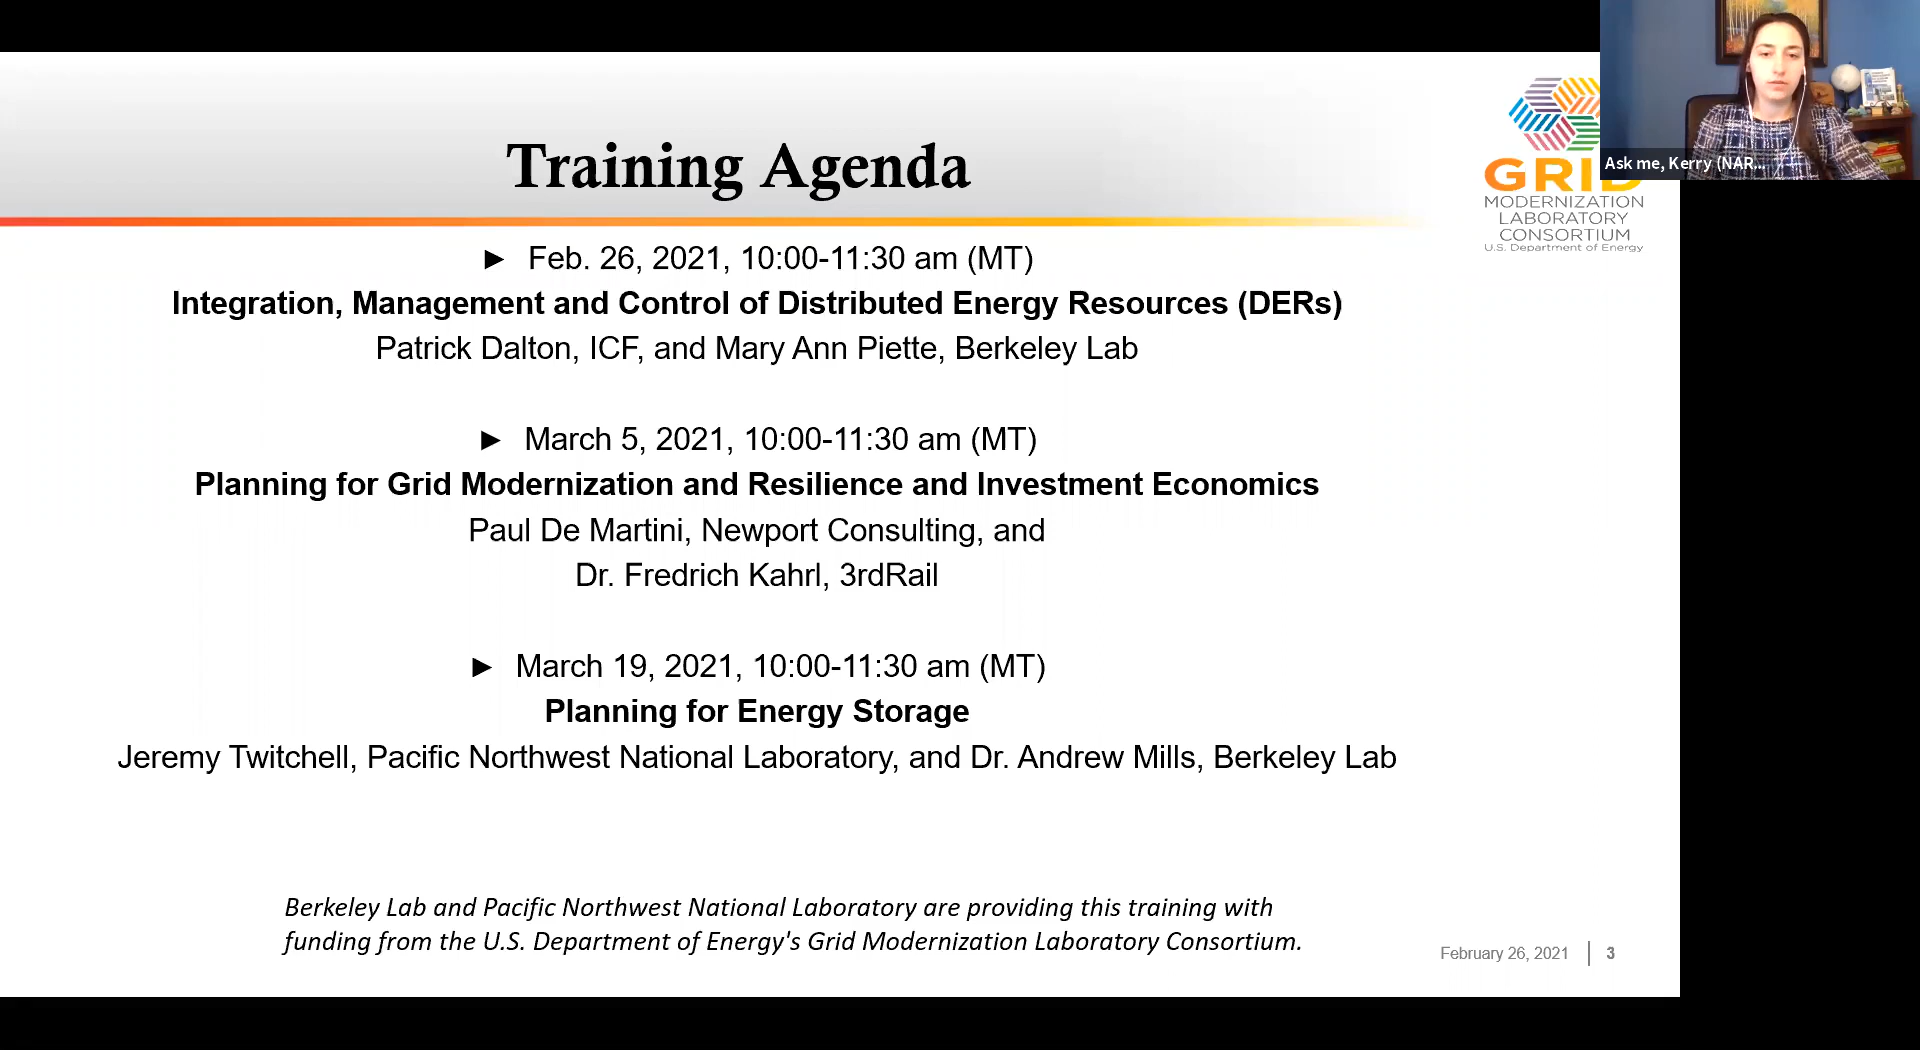 Training Agenda
Ask me, Kerry (NAR...
GRID
MODERNIZATION
LABORATORY
CONSORTIUM
U.S. Department of Energy
► Feb. 26, 2021, 10:00-11:30 am (MT)
Integration, Management and Control of Distributed Energy Resources (DERs)
Patrick Dalton, ICF, and Mary Ann Piette, Berkeley Lab
► March 5, 2021, 10:00-11:30 am (MT)
Planning for Grid Modernization and Resilience and Investment Economics
Paul De Martini, Newport Consulting, and
Dr. Fredrich Kahrl, 3rdRail
► March 19, 2021, 10:00-11:30 am (MT)
Planning for Energy Storage
Jeremy Twitchell, Pacific Northwest National Laboratory, and Dr. Andrew Mills, Berkeley Lab
Berkeley Lab and Pacific Northwest National Laboratory are providing this training with
funding from the U.S. Department of Energy's Grid Modernization Laboratory Consortium.
February 26, 2021 | 3